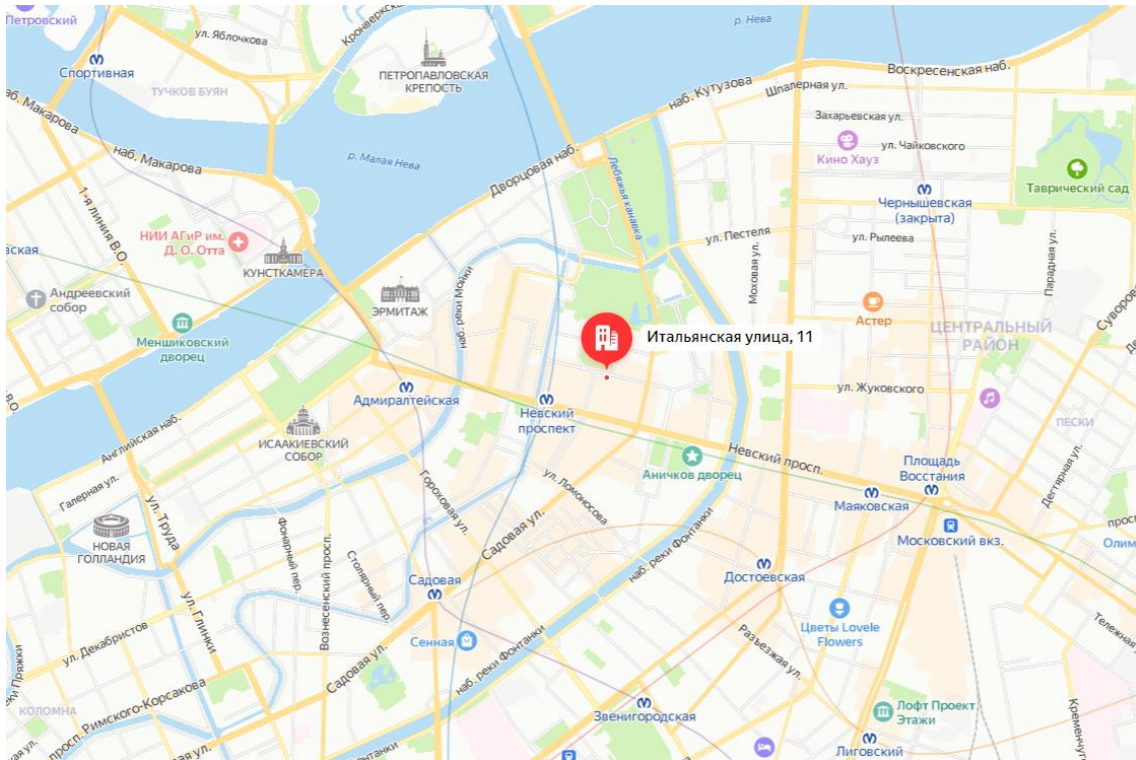 Петровский
ул. Яблочкова
Кронверкская
р. Нева
Спортивная
ПЕТРОПАВЛОВСКАЯ
КРЕПОСТЬ
Воскресенская наб.
ТУЧКОВ БУЯН
наб. Кутузова
Шпалерная ул.
наб. Макарова
Захарьевская ул.
Кино Хауз
ул. Чайковского
наб. Макарова
р. Малая Нева
Дворцовая наб.
Лебяжья канавка
Таврический сад
Чернышевская
(закрыта)
1-я линия В.О.
НИИ АГиР им.
Д. О. Отта
ул. Пестеля
ул. Рылеева
КУНСТКАМЕРА
Моховая ул.
Парадная ул.
Андреевский
собор
ЭРМИТАЖ
наб. реки Мойки
Астер
Суворо
Меншиковский
дворец
Итальянская улица, 11
ЦЕНТРАЛЬНЫЙ
РАЙОН
Адмиралтейская
Невский
проспект
ул. Жуковского
Английская наб.
ИСААКИЕВСКИЙ
СОБОР
ПЕСКИ
Аничков дворец
Невский просп.
Площадь
Восстания
Галерная ул.
Гороховая ул.
ул. Ломоносова
Маяковская
Дегтярная ул.
ул. Труда
НОВАЯ
ГОЛЛАНДИЯ
Фонарный пер.
Садовая ул.
Московский вкз.
просп
Олим
Вознесенский просп.
Столярный пер.
Садовая
наб. реки Фонтанки
Достоевская
ул. Глинки
Сенная
Цветы Lovele
Flowers
Тележная ул.
ул. Декабристов
Садовая ул.
наб. реки Фонтанки
Разъезжая ул.
КОЛОМНА
просп. Римского-Корсакова
Звенигородская
Лофт Проект
Этажи
Кременчуг
Лиговский